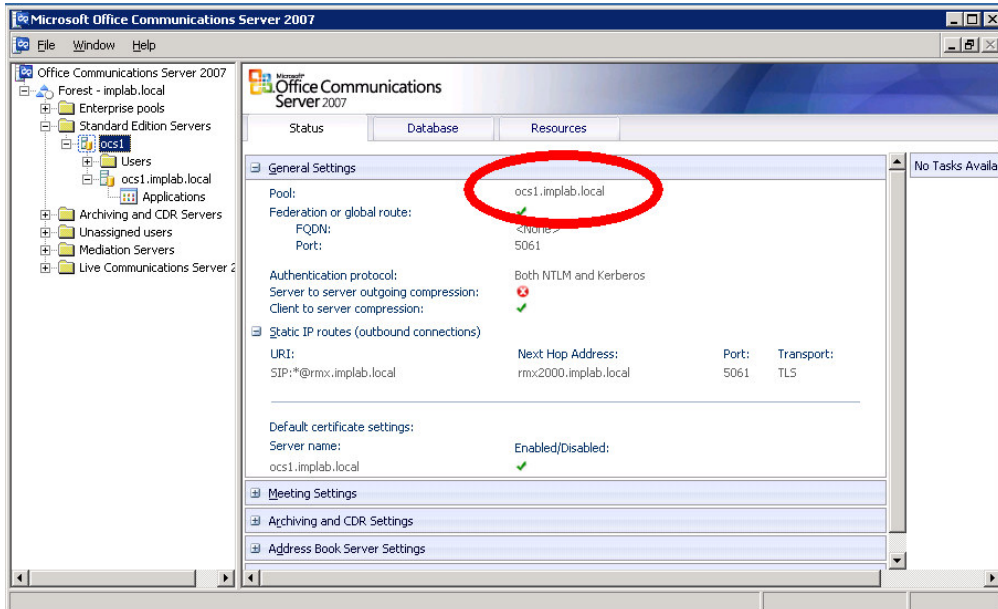 Microsoft Office Communications Server 2007
File Window Help
Office Communications Server 2007
Forest - implab.local
Enterprise pools
Standard Edition Servers
ocs1
Users
ocs1.implab.local
Applications
Archiving and CDR Servers
Unassigned users
Mediation Servers
Live Communications Server 2
Microsoft
Office Communications
Server 2007
Status Database Resources
General Settings
Pool: ocs1.implab.local
Federation or global route:
FQDN: <None>
Port: 5061
Authentication protocol: Both NTLM and Kerberos
Server to server outgoing compression:
Client to server compression:
Static IP routes (outbound connections)
URI: Next Hop Address: Port: Transport:
SIP:*@rmx.implab.local rmx2000.implab.local 5061 TLS
Default certificate settings:
Server name: Enabled/Disabled:
ocs1.implab.local
Meeting Settings
Archiving and CDR Settings
Address Book Server Settings
No Tasks Availa